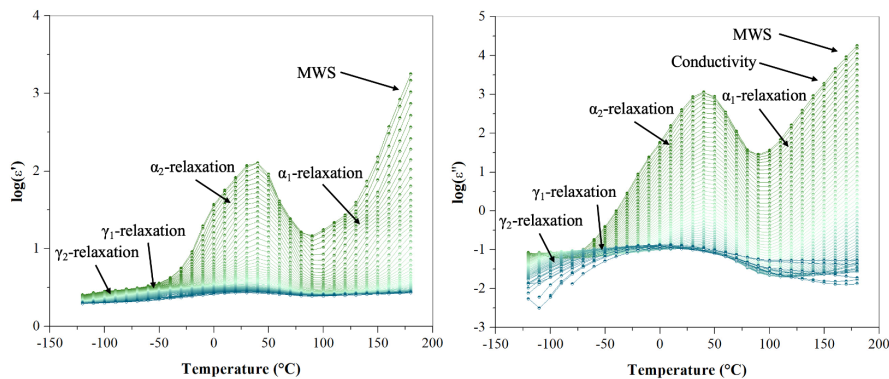 4
3
2
1
0
log(ε')
MWS
α₂-relaxation
α₁-relaxation
γ₁-relaxation
γ₂-relaxation
-150 -100 -50 0 50 100 150 200
Temperature (°C)
5
4
3
2
1
0
-1
-2
-3
log(ε'')
MWS
Conductivity
α₂-relaxation
α₁-relaxation
γ₁-relaxation
γ₂-relaxation
-150 -100 -50 0 50 100 150 200
Temperature (°C)